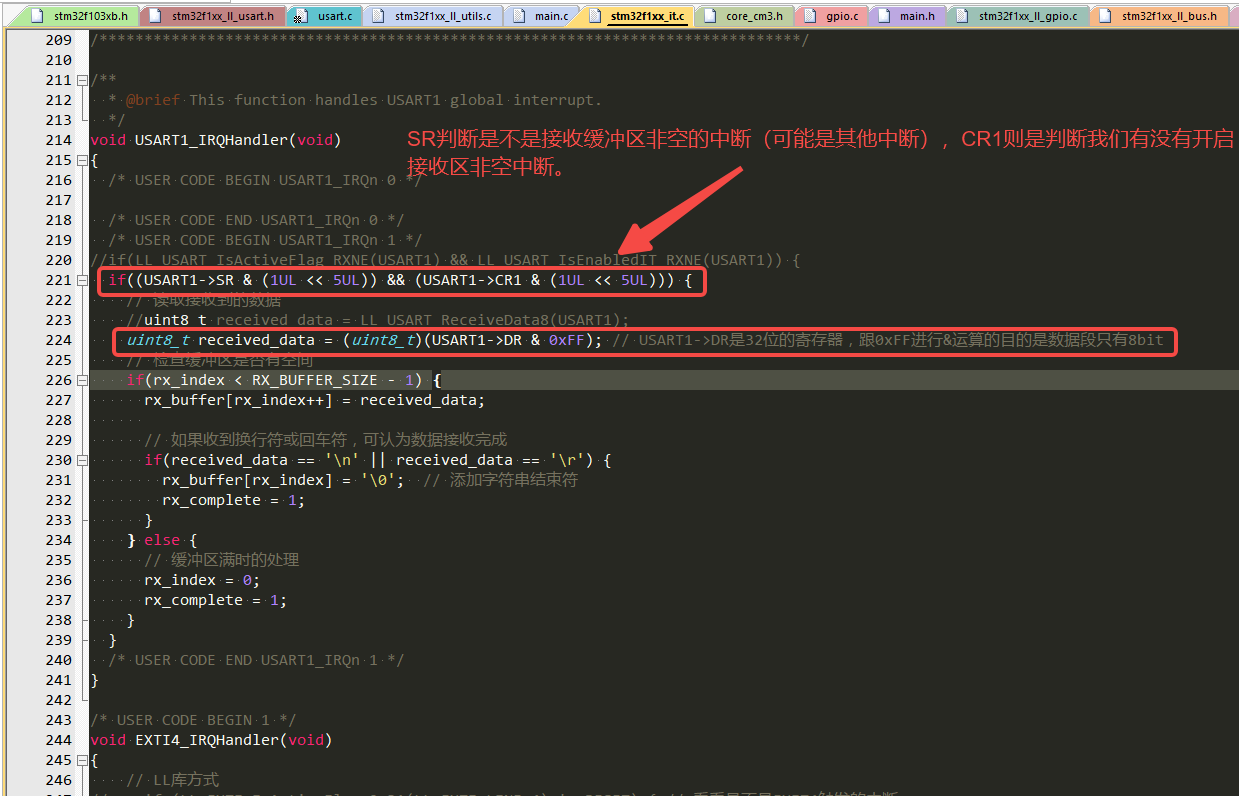 stm32f103xb.h stm32f1xx_ll_usart.h usart.c stm32f1xx_ll_utils.c main.c stm32f1xx_it.c core_cm3.h gpio.c main.h stm32f1xx_ll_gpio.c stm32f1xx_ll_bus.h
209 /******************************************************************************/
210
211 /**
212 * @brief This function handles USART1 global interrupt.
213 */
214 void USART1_IRQHandler(void)
SR判断是不是接收缓冲区非空的中断（可能是其他中断），CR1则是判断我们有没有开启
接收区非空中断。
215 {
216 /* USER CODE BEGIN USART1_IRQn 0 */
217
218 /* USER CODE END USART1_IRQn 0 */
219 /* USER CODE BEGIN USART1_IRQn 1 */
220 //if(LL_USART_IsActiveFlag_RXNE(USART1) && LL_USART_IsEnabledIT_RXNE(USART1)) {
221 if((USART1->SR & (1UL << 5UL)) && (USART1->CR1 & (1UL << 5UL))) {
222 // 读取接收到的数据
223 //uint8_t received_data = LL_USART_ReceiveData8(USART1);
224 uint8_t received_data = (uint8_t)(USART1->DR & 0xFF); // USART1->DR是32位的寄存器，跟0xFF进行&运算的目的是数据段只有8bit
225 // 检查缓冲区是否有空间
226 if(rx_index < RX_BUFFER_SIZE - 1) {
227 rx_buffer[rx_index++] = received_data;
228
229 // 如果收到换行符或回车符，可认为数据接收完成
230 if(received_data == '\n' || received_data == '\r') {
231 rx_buffer[rx_index] = '\0'; // 添加字符串结束符
232 rx_complete = 1;
233 }
234 } else {
235 // 缓冲区满时的处理
236 rx_index = 0;
237 rx_complete = 1;
238 }
239 }
240 /* USER CODE END USART1_IRQn 1 */
241 }
242
243 /* USER CODE BEGIN 1 */
244 void EXTI4_IRQHandler(void)
245 {
246 // LL库方式